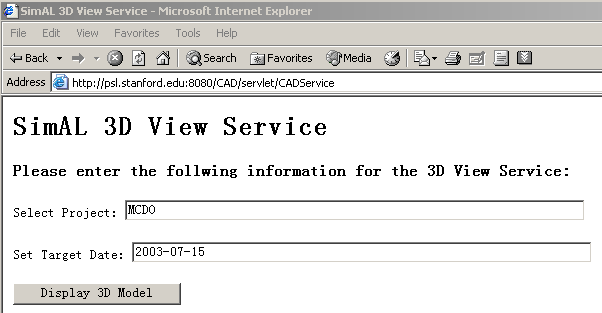 SimAL 3D View Service - Microsoft Internet Explorer
File Edit View Favorites Tools Help
Back Search Favorites Media
Address http://psl.stanford.edu:8080/CAD/servlet/CADService
SimAL 3D View Service
Please enter the follwing information for the 3D View Service:
Select Project: MCDO
Set Target Date: 2003-07-15
Display 3D Model